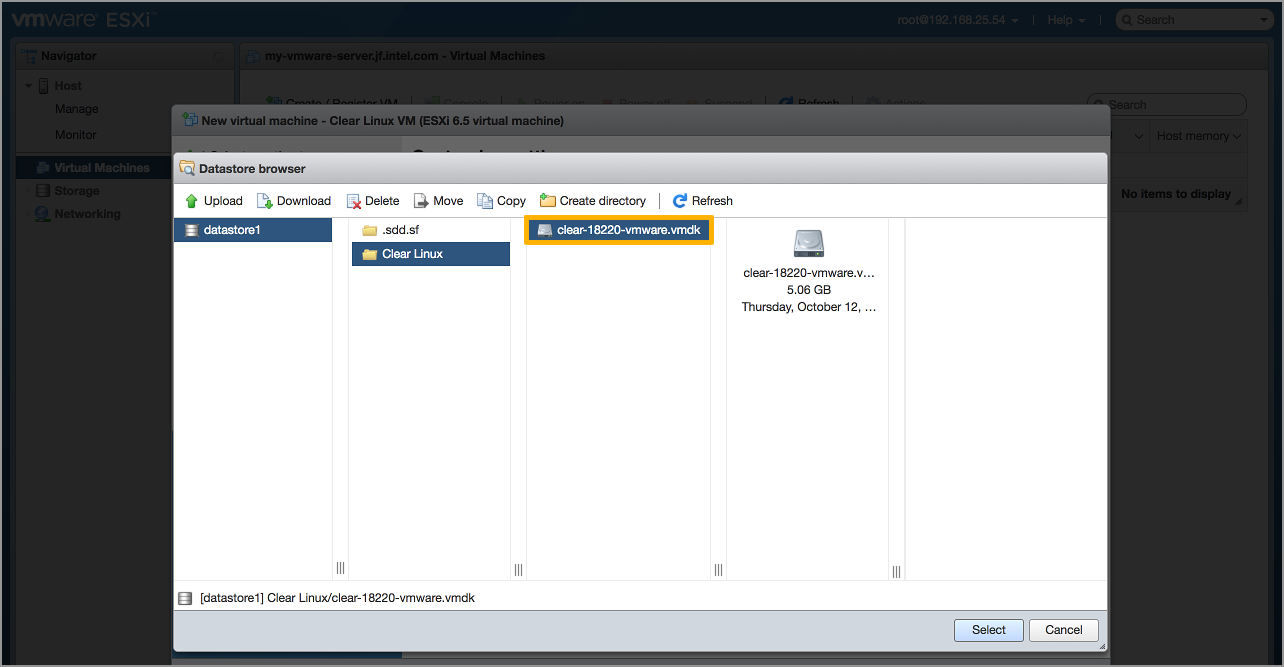 vmware ESXi™
root@192.168.25.54
Help
Search
Navigator
my-vmware-server.jf.intel.com - Virtual Machines
Host
Manage
Monitor
Virtual Machines
Storage
Networking
Create / Register VM
Console
Power on
Power off
Suspend
Refresh
Actions
Search
Host memory
No items to display
New virtual machine - Clear Linux VM (ESXi 6.5 virtual machine)
Datastore browser
Upload
Download
Delete
Move
Copy
Create directory
Refresh
datastore1
.sdd.sf
Clear Linux
clear-18220-vmware.vmdk
clear-18220-vmware.v...
5.06 GB
Thursday, October 12, ...
[datastore1] Clear Linux/clear-18220-vmware.vmdk
Select
Cancel